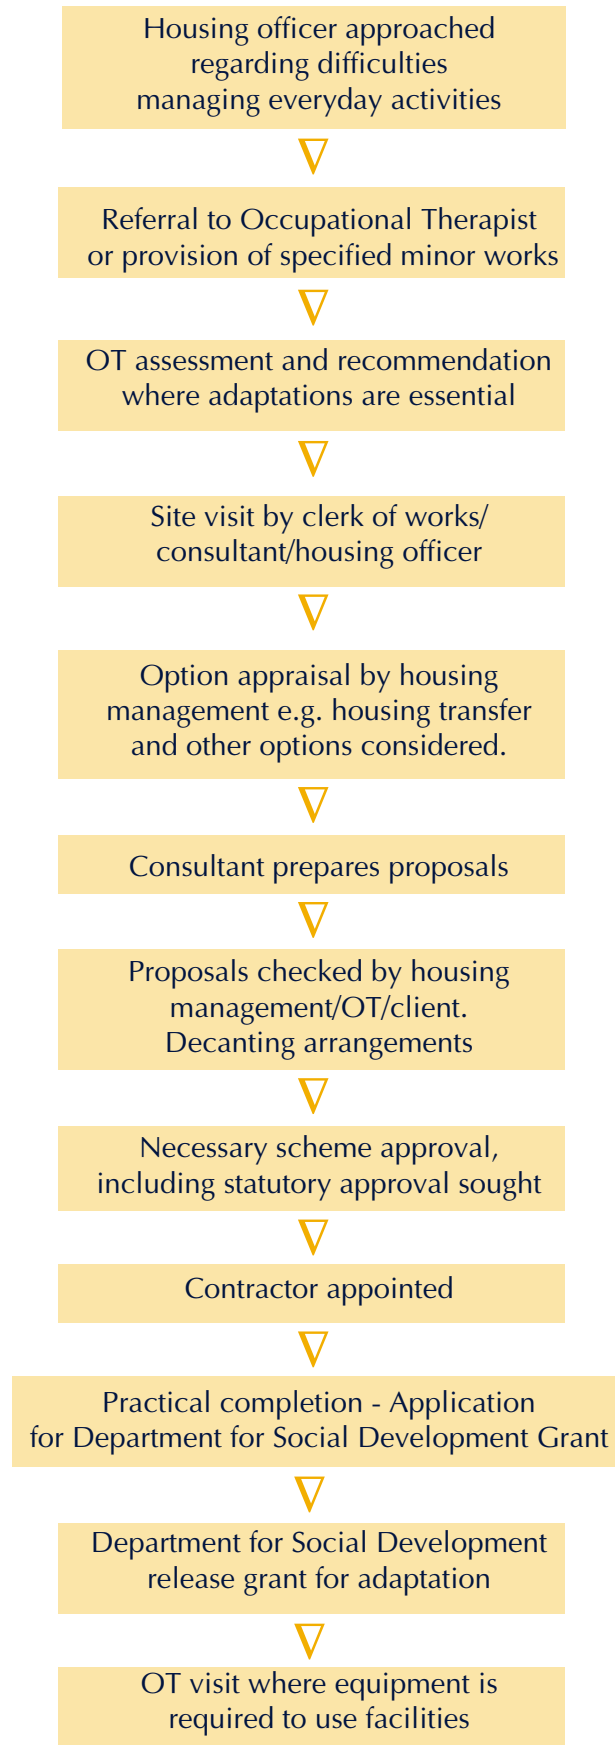 Housing officer approached
regarding difficulties
managing everyday activities
Referral to Occupational Therapist
or provision of specified minor works
OT assessment and recommendation
where adaptations are essential
Site visit by clerk of works/
consultant/housing officer
Option appraisal by housing
management e.g. housing transfer
and other options considered.
Consultant prepares proposals
Proposals checked by housing
management/OT/client.
Decanting arrangements
Necessary scheme approval,
including statutory approval sought
Contractor appointed
Practical completion - Application
for Department for Social Development Grant
Department for Social Development
release grant for adaptation
OT visit where equipment is
required to use facilities